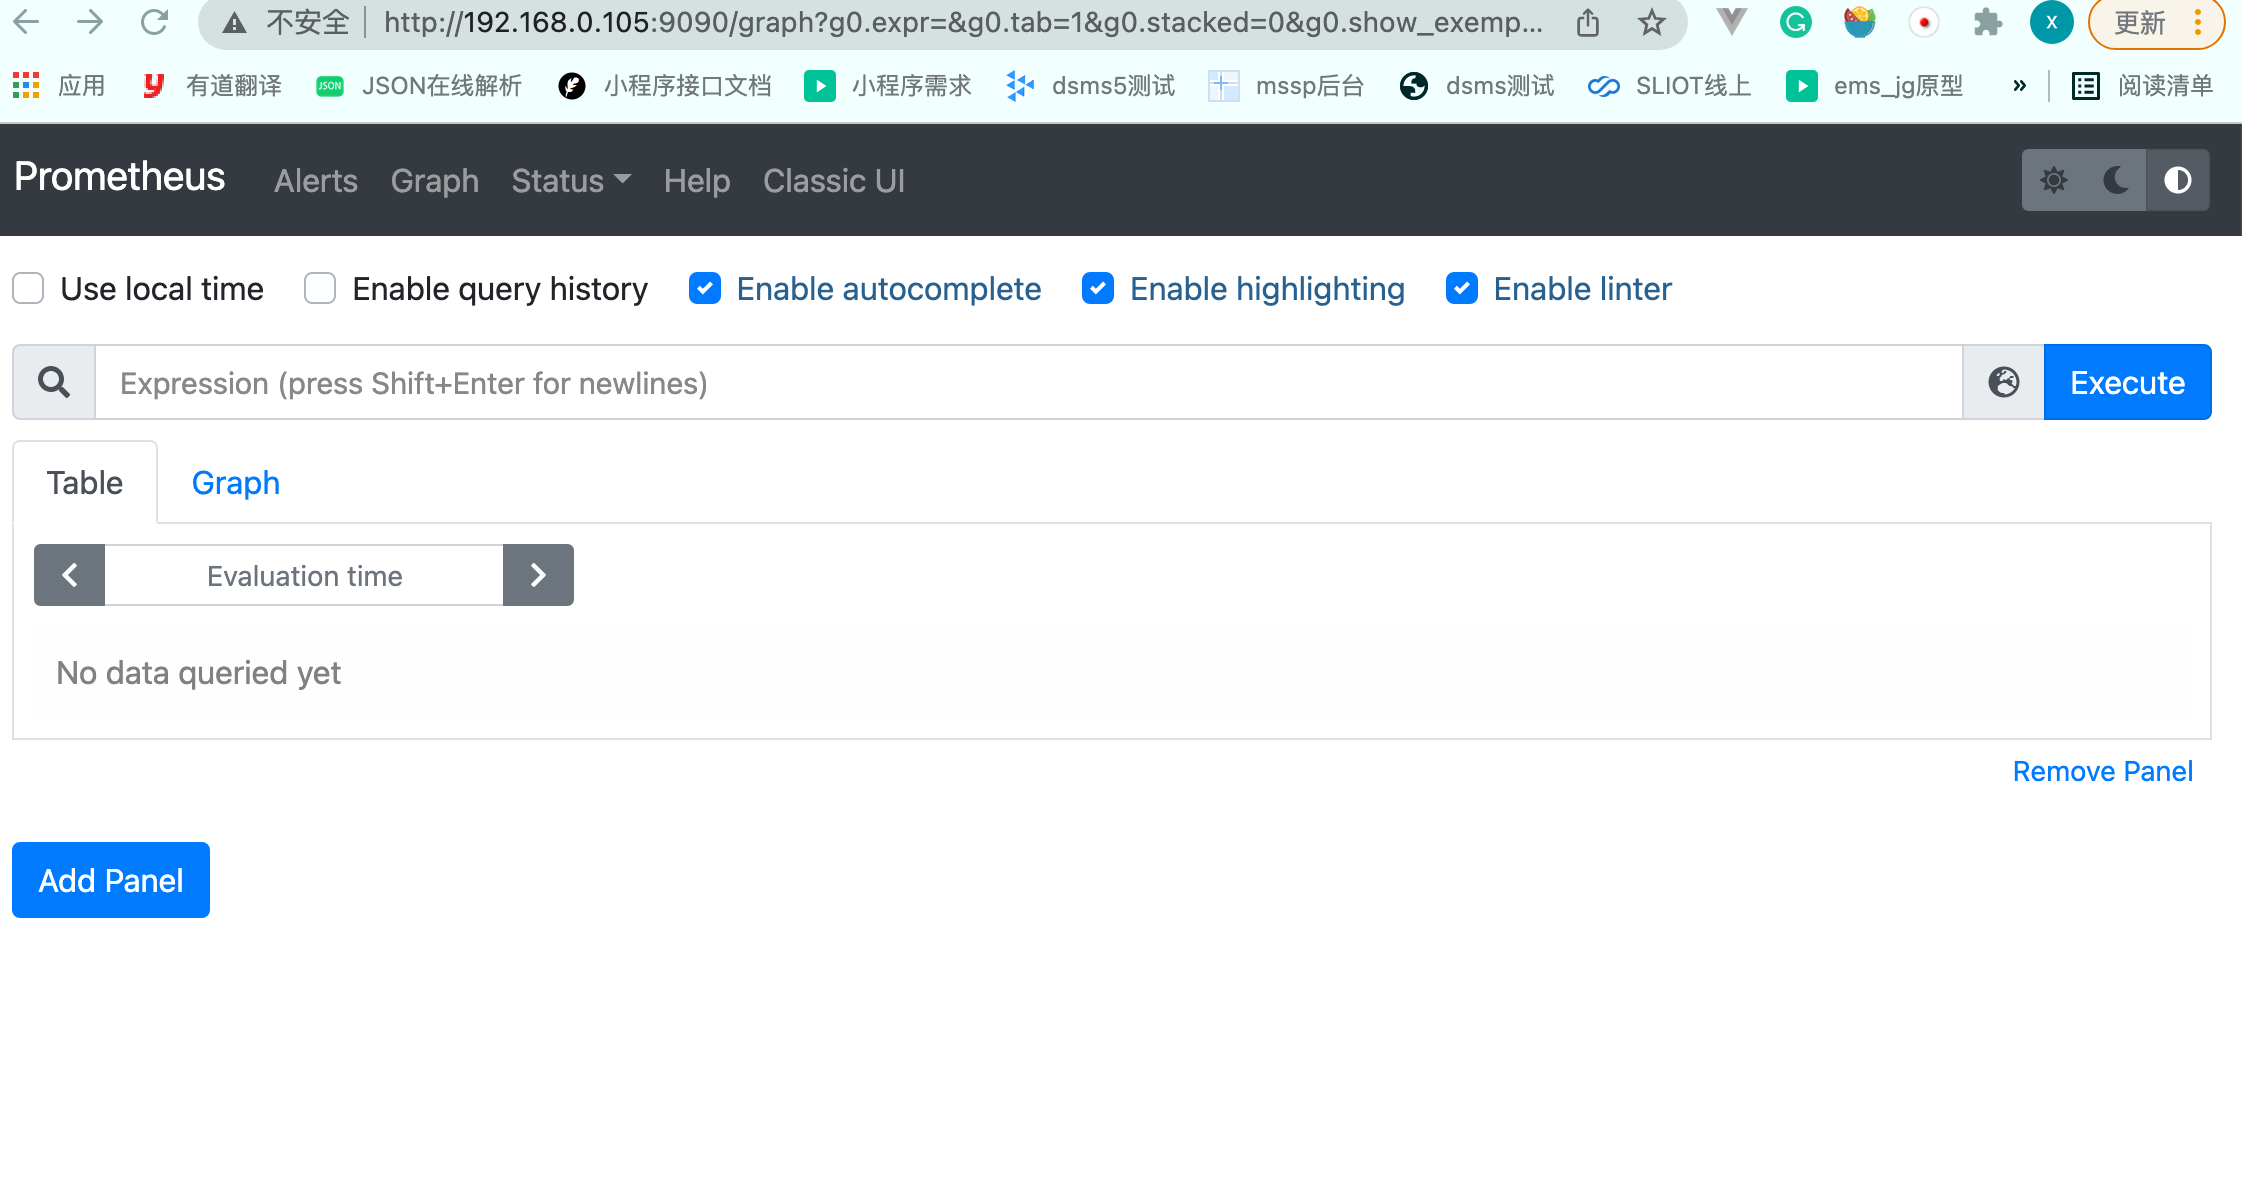 不安全 http://192.168.0.105:9090/graph?g0.expr=&g0.tab=1&g0.stacked=0&g0.show_exemp... X 更新
应用 有道翻译 JSON JSON在线解析 小程序接口文档 小程序需求 dsms5测试 mssp后台 dsms测试 SLIOT线上 ems_jg原型 » 阅读清单
Prometheus Alerts Graph Status Help Classic UI
Use local time Enable query history Enable autocomplete Enable highlighting Enable linter
Expression (press Shift+Enter for newlines) Execute
Table Graph
Evaluation time
No data queried yet
Remove Panel
Add Panel